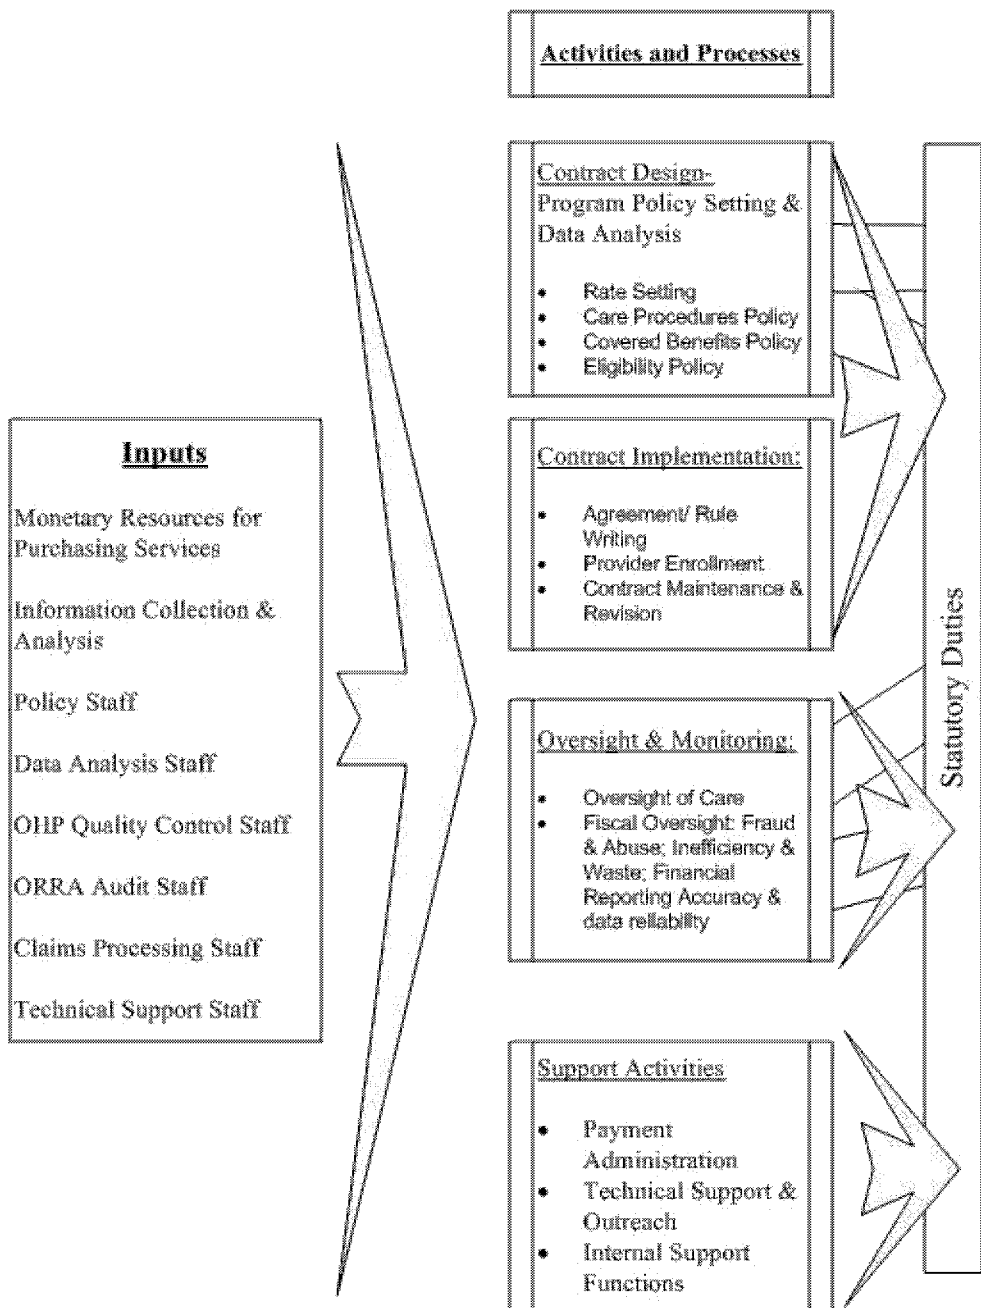 Activities and Processes
Contract Design-
Program Policy Setting &
Data Analysis
• Rate Setting
• Care Procedures Policy
• Covered Benefits Policy
• Eligibility Policy
Inputs
Monetary Resources for
Purchasing Services
Information Collection &
Analysis
Policy Staff
Data Analysis Staff
OHP Quality Control Staff
ORRA Audit Staff
Claims Processing Staff
Technical Support Staff
Contract Implementation:
• Agreement/ Rule
Writing
• Provider Enrollment
• Contract Maintenance &
Revision
Oversight & Monitoring:
• Oversight of Care
• Fiscal Oversight: Fraud
& Abuse; Inefficiency &
Waste; Financial
Reporting Accuracy &
data reliability
Support Activities
• Payment
Administration
• Technical Support &
Outreach
• Internal Support
Functions
Statutory Duties